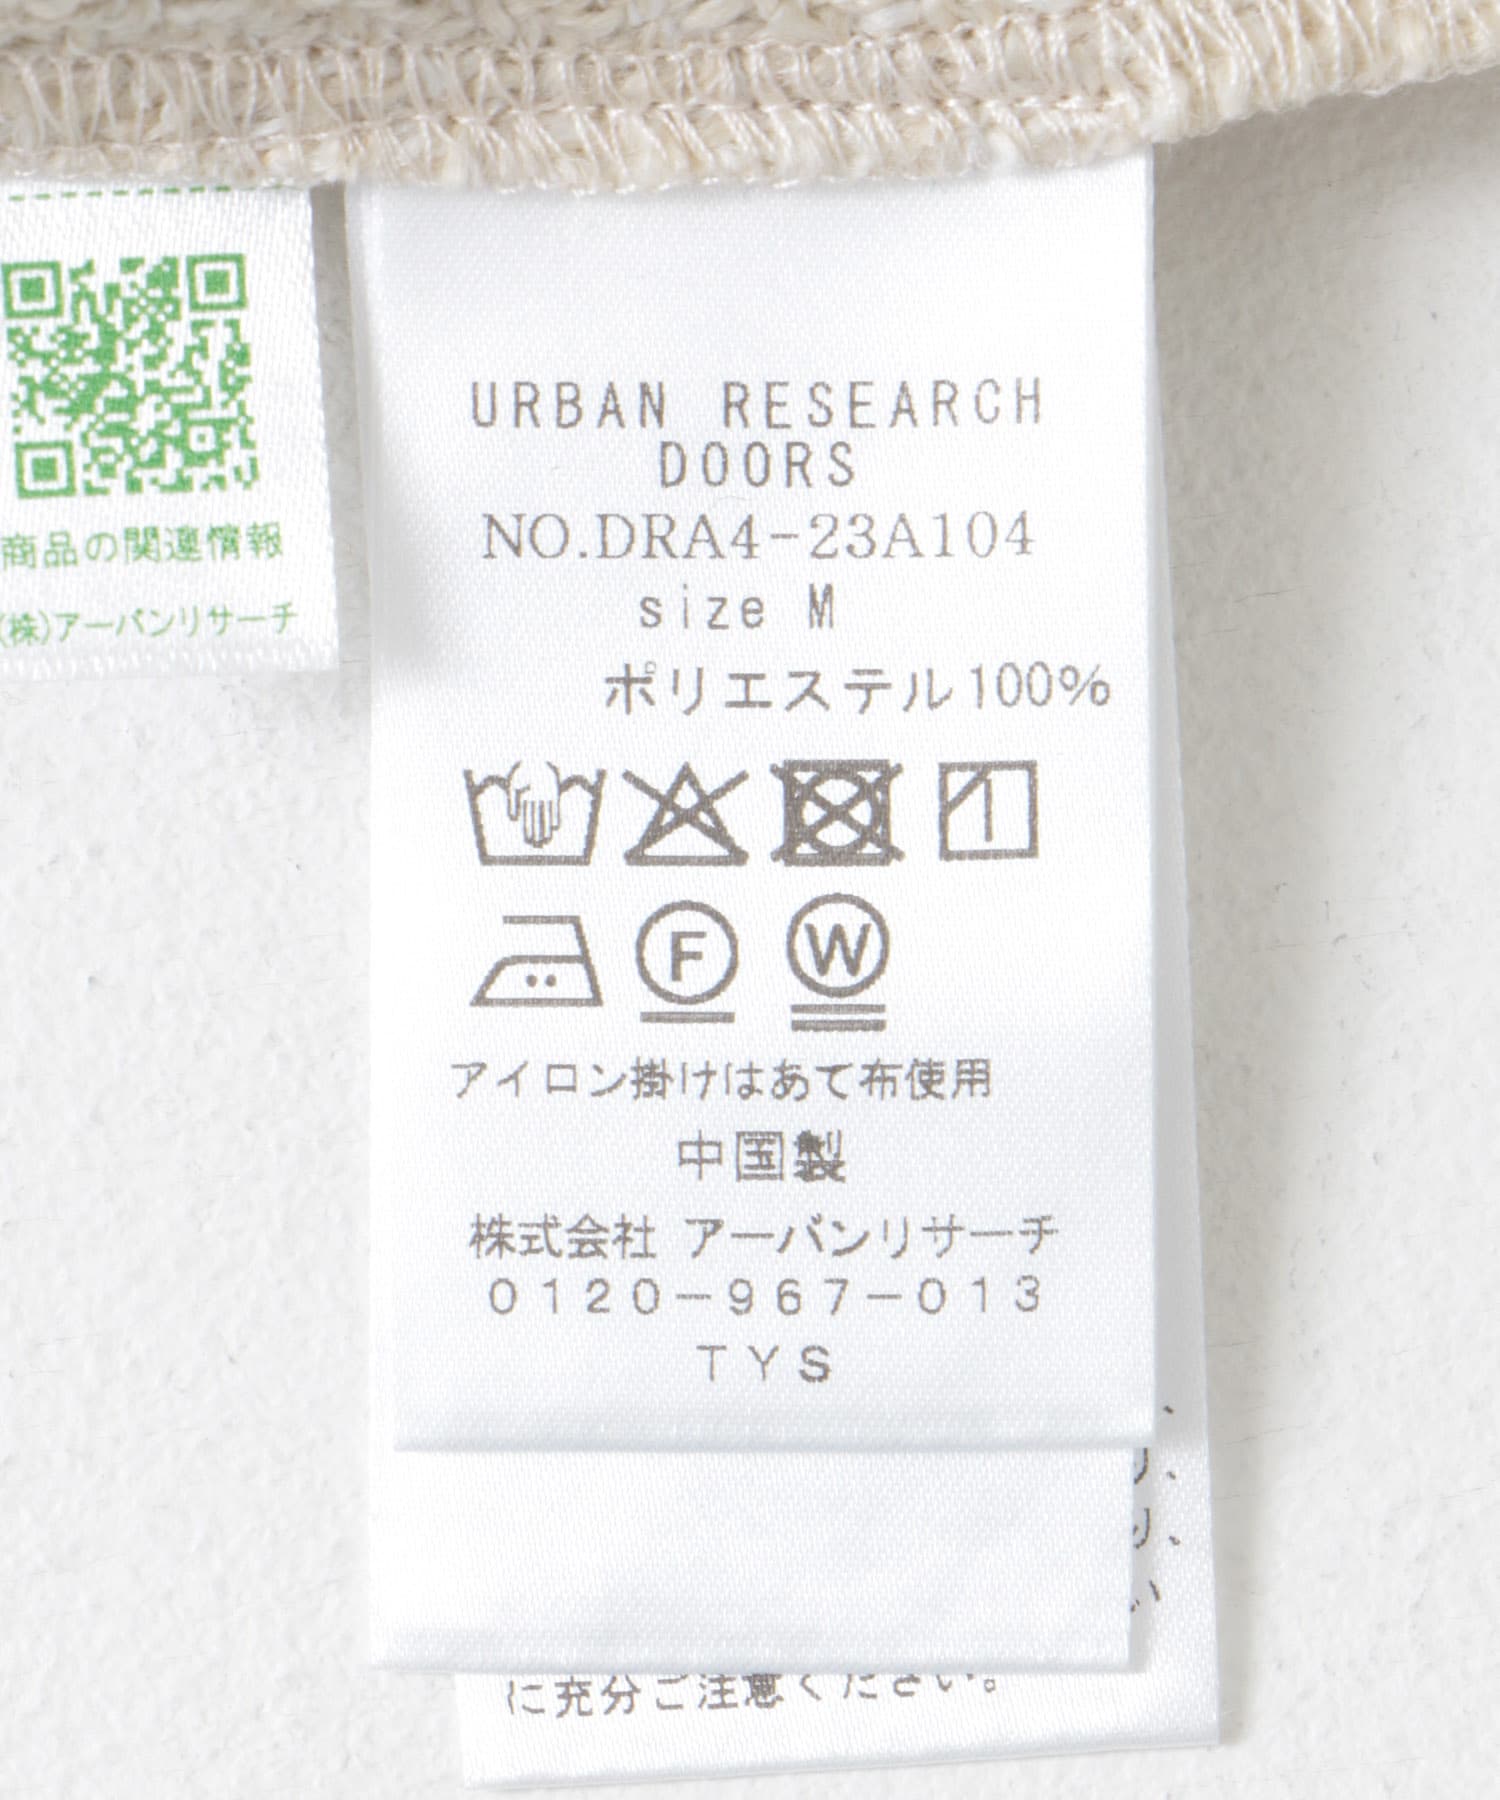 商品の関連情報
(株)アーバンリサーチ
URBAN RESEARCH
DOORS
NO.DRA4-23A104
size M
ポリエステル100%
1
F
W
アイロン掛けはあて布使用
中国製
株式会社 アーバンリサーチ
0120-967-013
TYS
に充分ご注意ください。